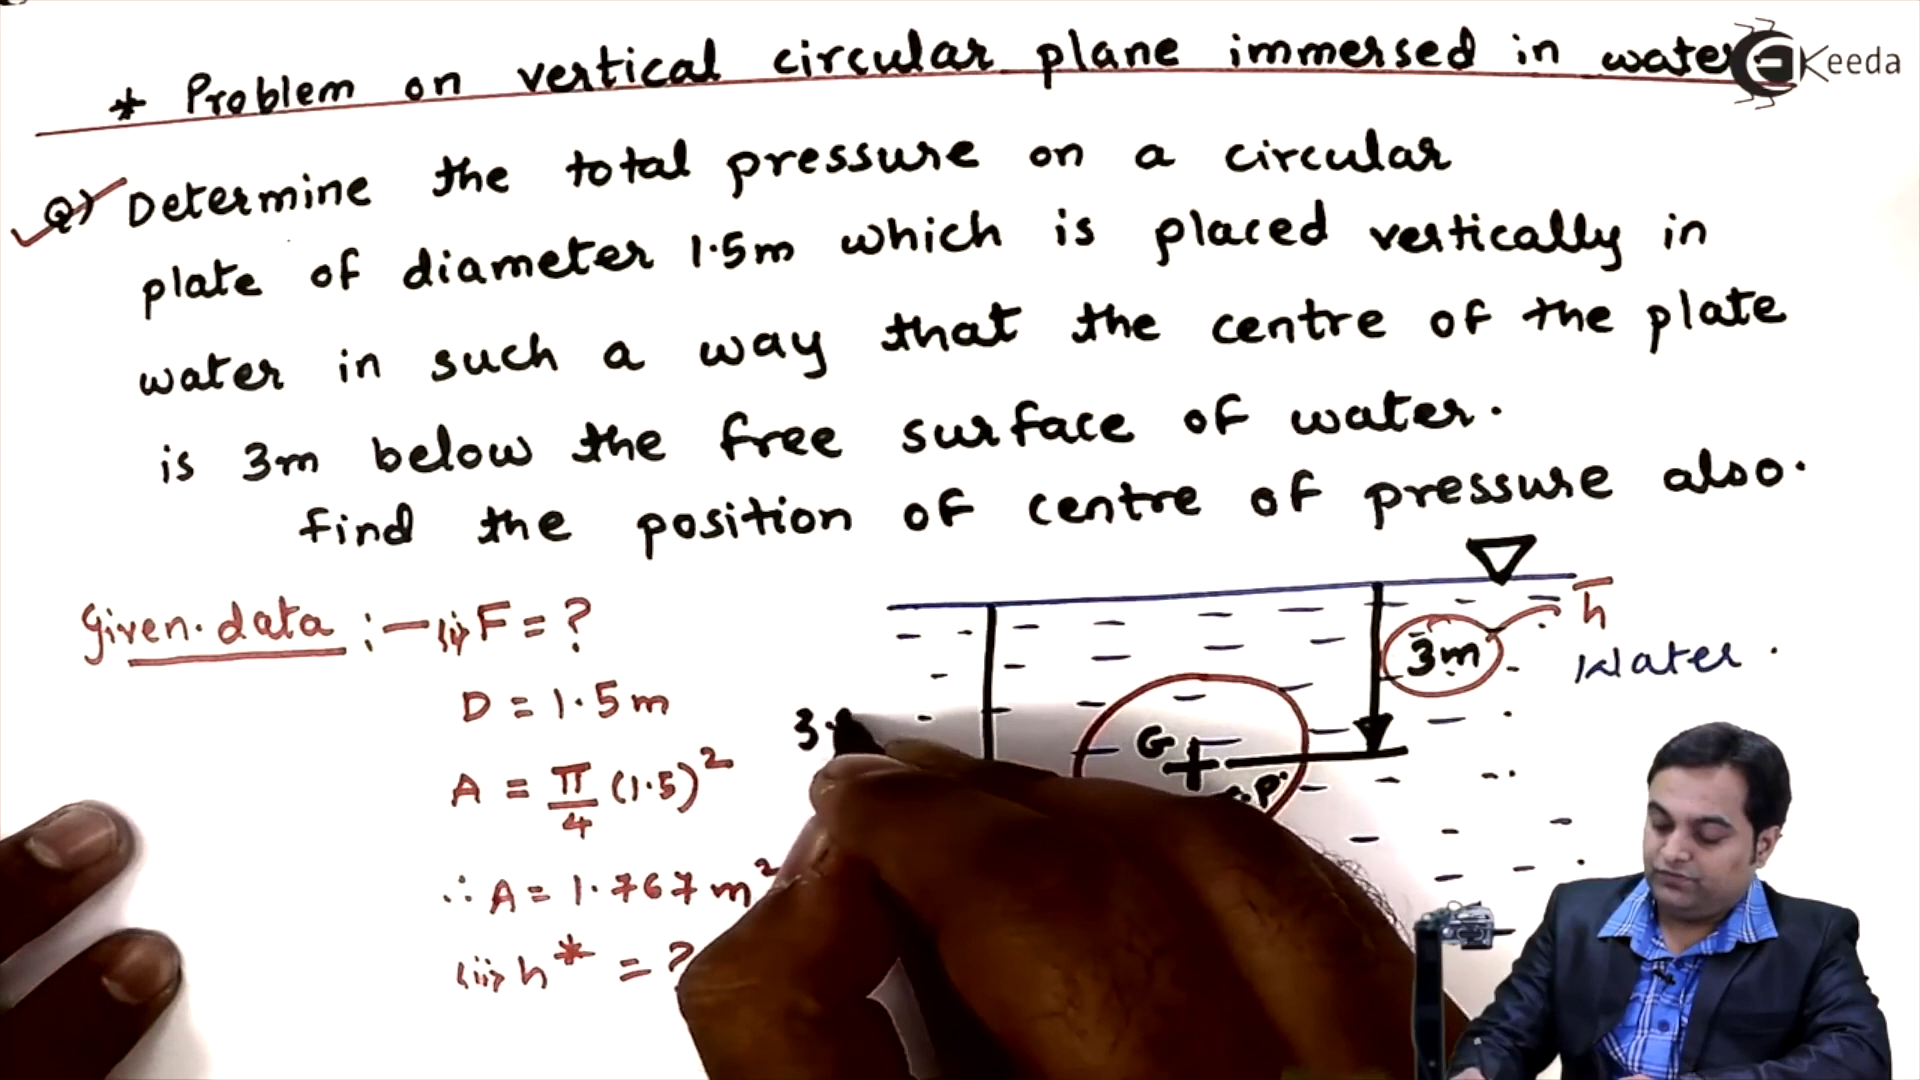 * Problem on vertical circular plane immersed in water
Keeda
Q) Determine the total pressure on a circular
plate of diameter 1.5m which is placed vertically in
water in such a way that the centre of the plate
is 3m below the free surface of water.
find the position of centre of pressure also.
Given data :- (i) F = ?
D = 1.5 m
A = π/4 (1.5)²
∴ A = 1.767 m²
(ii) h* = ?
h̄
3m
Water.
G
C.P.